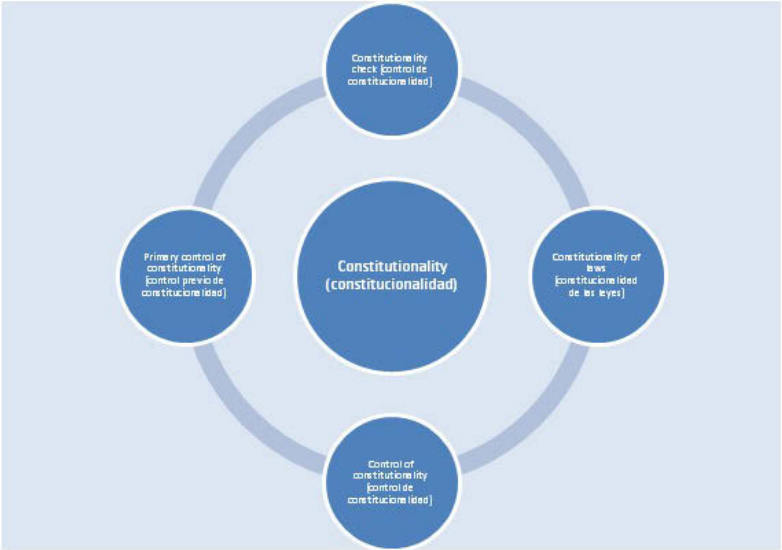 Constitutionality
check [control de
constitucionalidad]
Primary control of
constitutionality
[control previo de
constitucionalidad]
Constitutionality
(constitucionalidad)
Constitutionality of
laws
[constitucionalidad
de las leyes]
Control of
constitutionality
[control de
constitucionalidad]